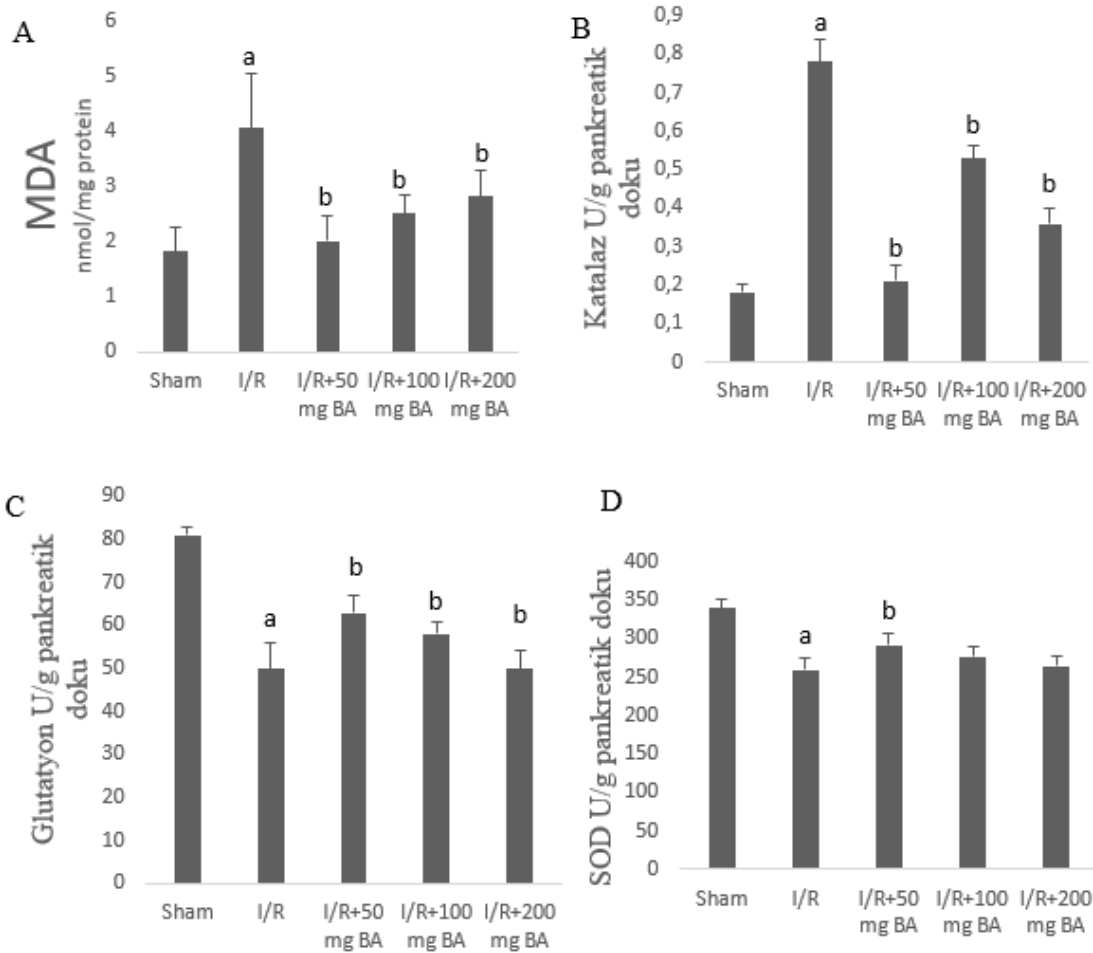 A
MDA
nmol/mg protein
6
5
4
3
2
1
0
a
b
b
b
Sham
I/R
I/R+50
mg BA
I/R+100
mg BA
I/R+200
mg BA
B
Katalaz U/g pankreatik
doku
0,9
0,8
0,7
0,6
0,5
0,4
0,3
0,2
0,1
0
a
b
b
b
Sham
I/R
I/R+50
mg BA
I/R+100
mg BA
I/R+200
mg BA
C
Glutatyon U/g pankreatik
doku
90
80
70
60
50
40
30
20
10
0
a
b
b
b
Sham
I/R
I/R+50
mg BA
I/R+100
mg BA
I/R+200
mg BA
D
SOD U/g pankreatik doku
400
350
300
250
200
150
100
50
0
a
b
Sham
I/R
I/R+50
mg BA
I/R+100
mg BA
I/R+200
mg BA